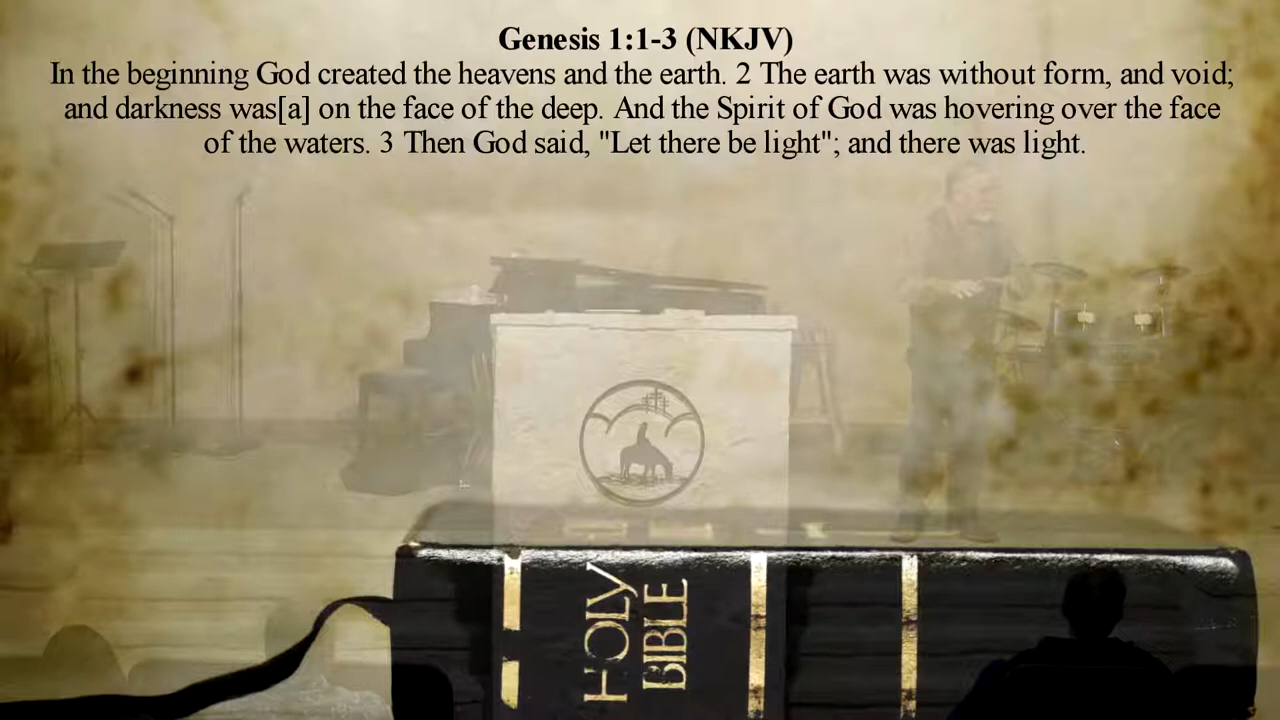 Genesis 1:1-3 (NKJV)
In the beginning God created the heavens and the earth. 2 The earth was without form, and void;
and darkness was[a] on the face of the deep. And the Spirit of God was hovering over the face
of the waters. 3 Then God said, "Let there be light"; and there was light.
HOLY
BIBLE